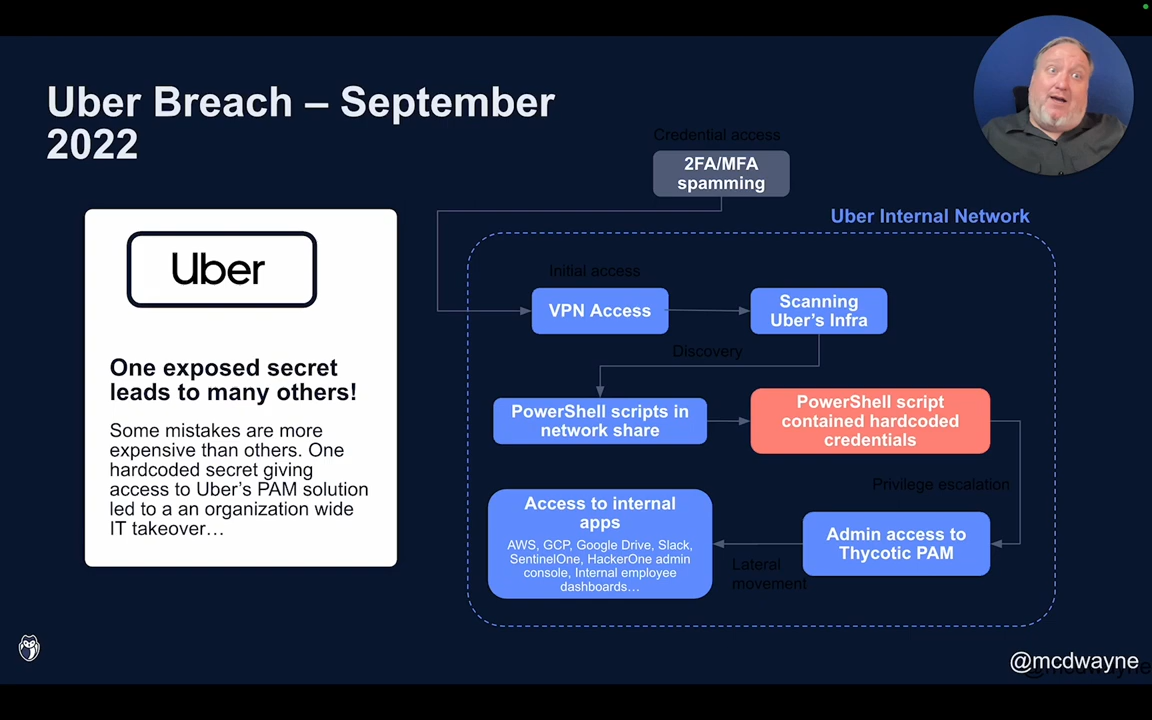 Uber Breach – September
2022
Credential access
2FA/MFA
spamming
Uber Internal Network
Uber
One exposed secret
leads to many others!
Some mistakes are more
expensive than others. One
hardcoded secret giving
access to Uber’s PAM solution
led to a an organization wide
IT takeover…
Initial access
VPN Access
Scanning
Uber’s Infra
Discovery
PowerShell scripts in
network share
PowerShell script
contained hardcoded
credentials
Privilege escalation
Admin access to
Thycotic PAM
Lateral
movement
Access to internal
apps
AWS, GCP, Google Drive, Slack,
SentinelOne, HackerOne admin
console, Internal employee
dashboards…
@mcdwayne
@mcdwayne